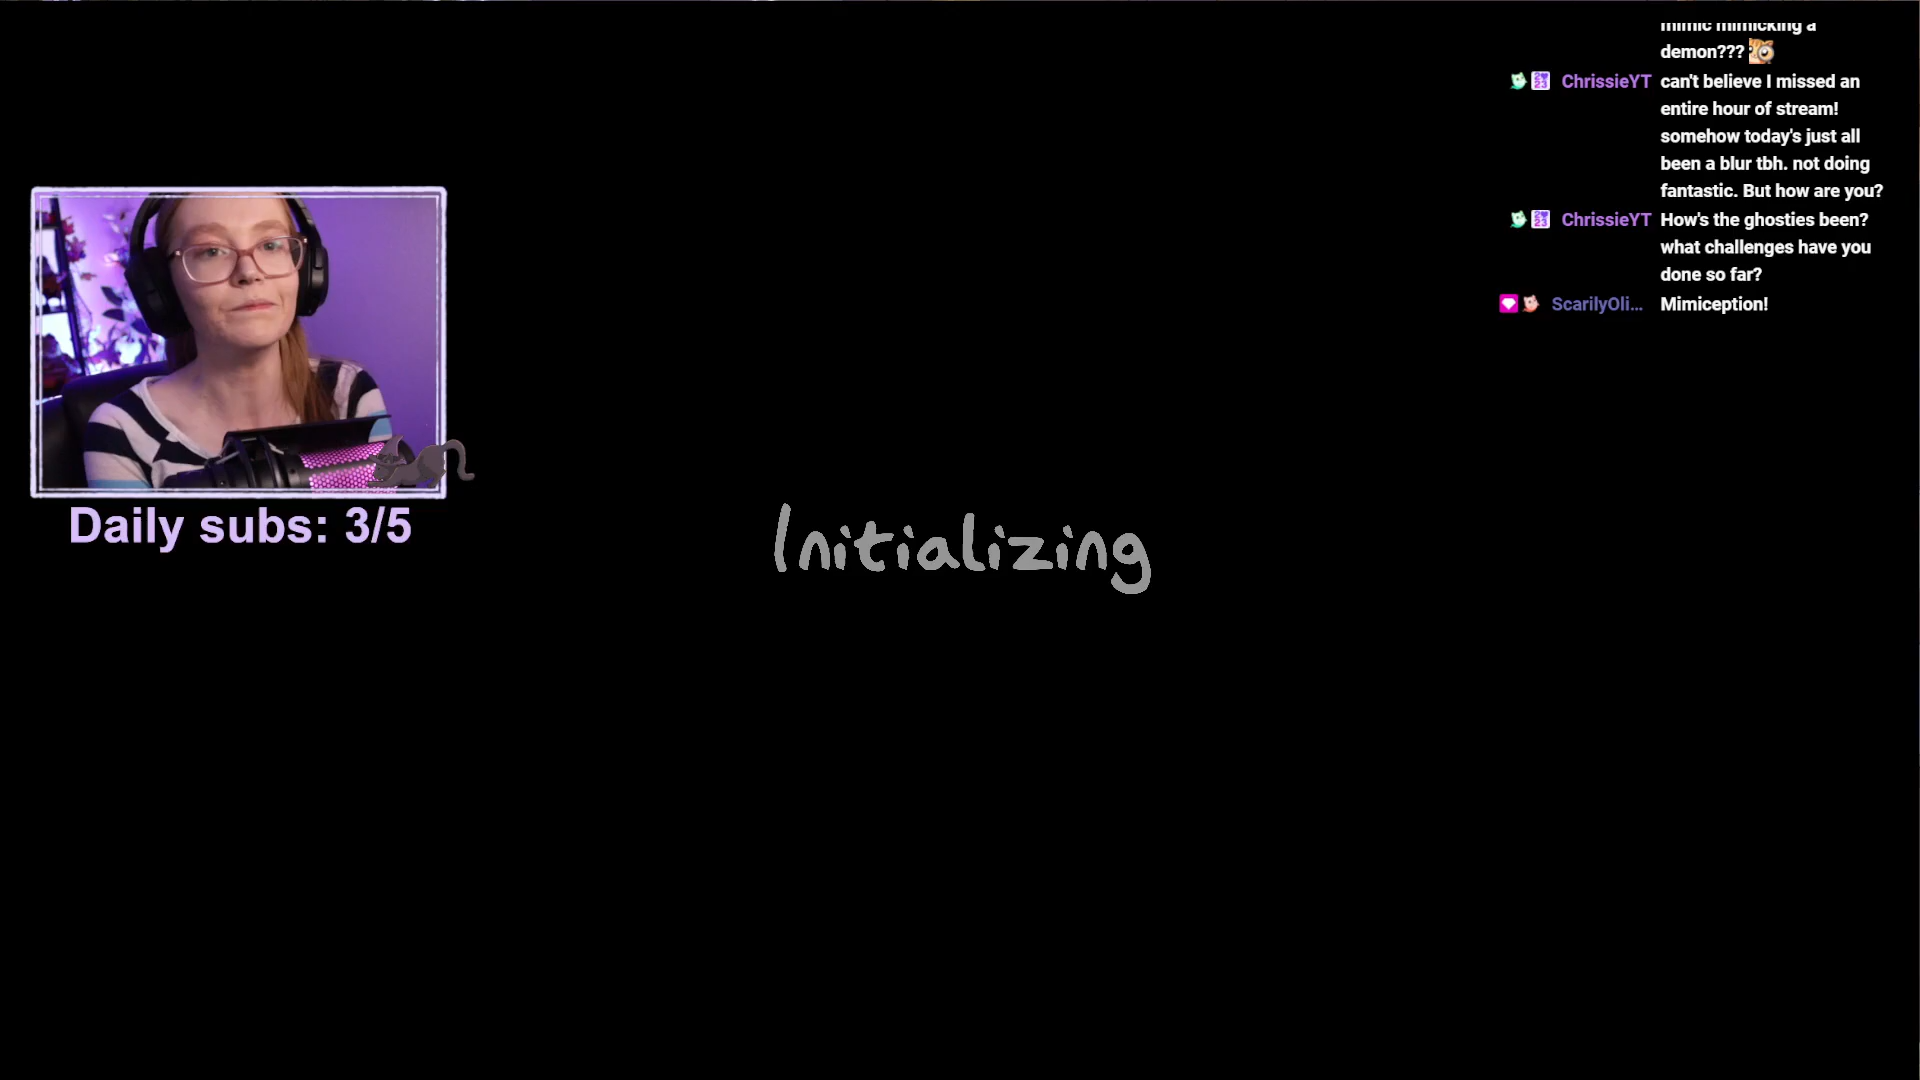 mimic mimicking a
demon???
ChrissieYT can't believe I missed an
entire hour of stream!
somehow today's just all
been a blur tbh. not doing
fantastic. But how are you?
ChrissieYT How's the ghosties been?
what challenges have you
done so far?
ScarilyOli... Mimiception!
Daily subs: 3/5
Initializing